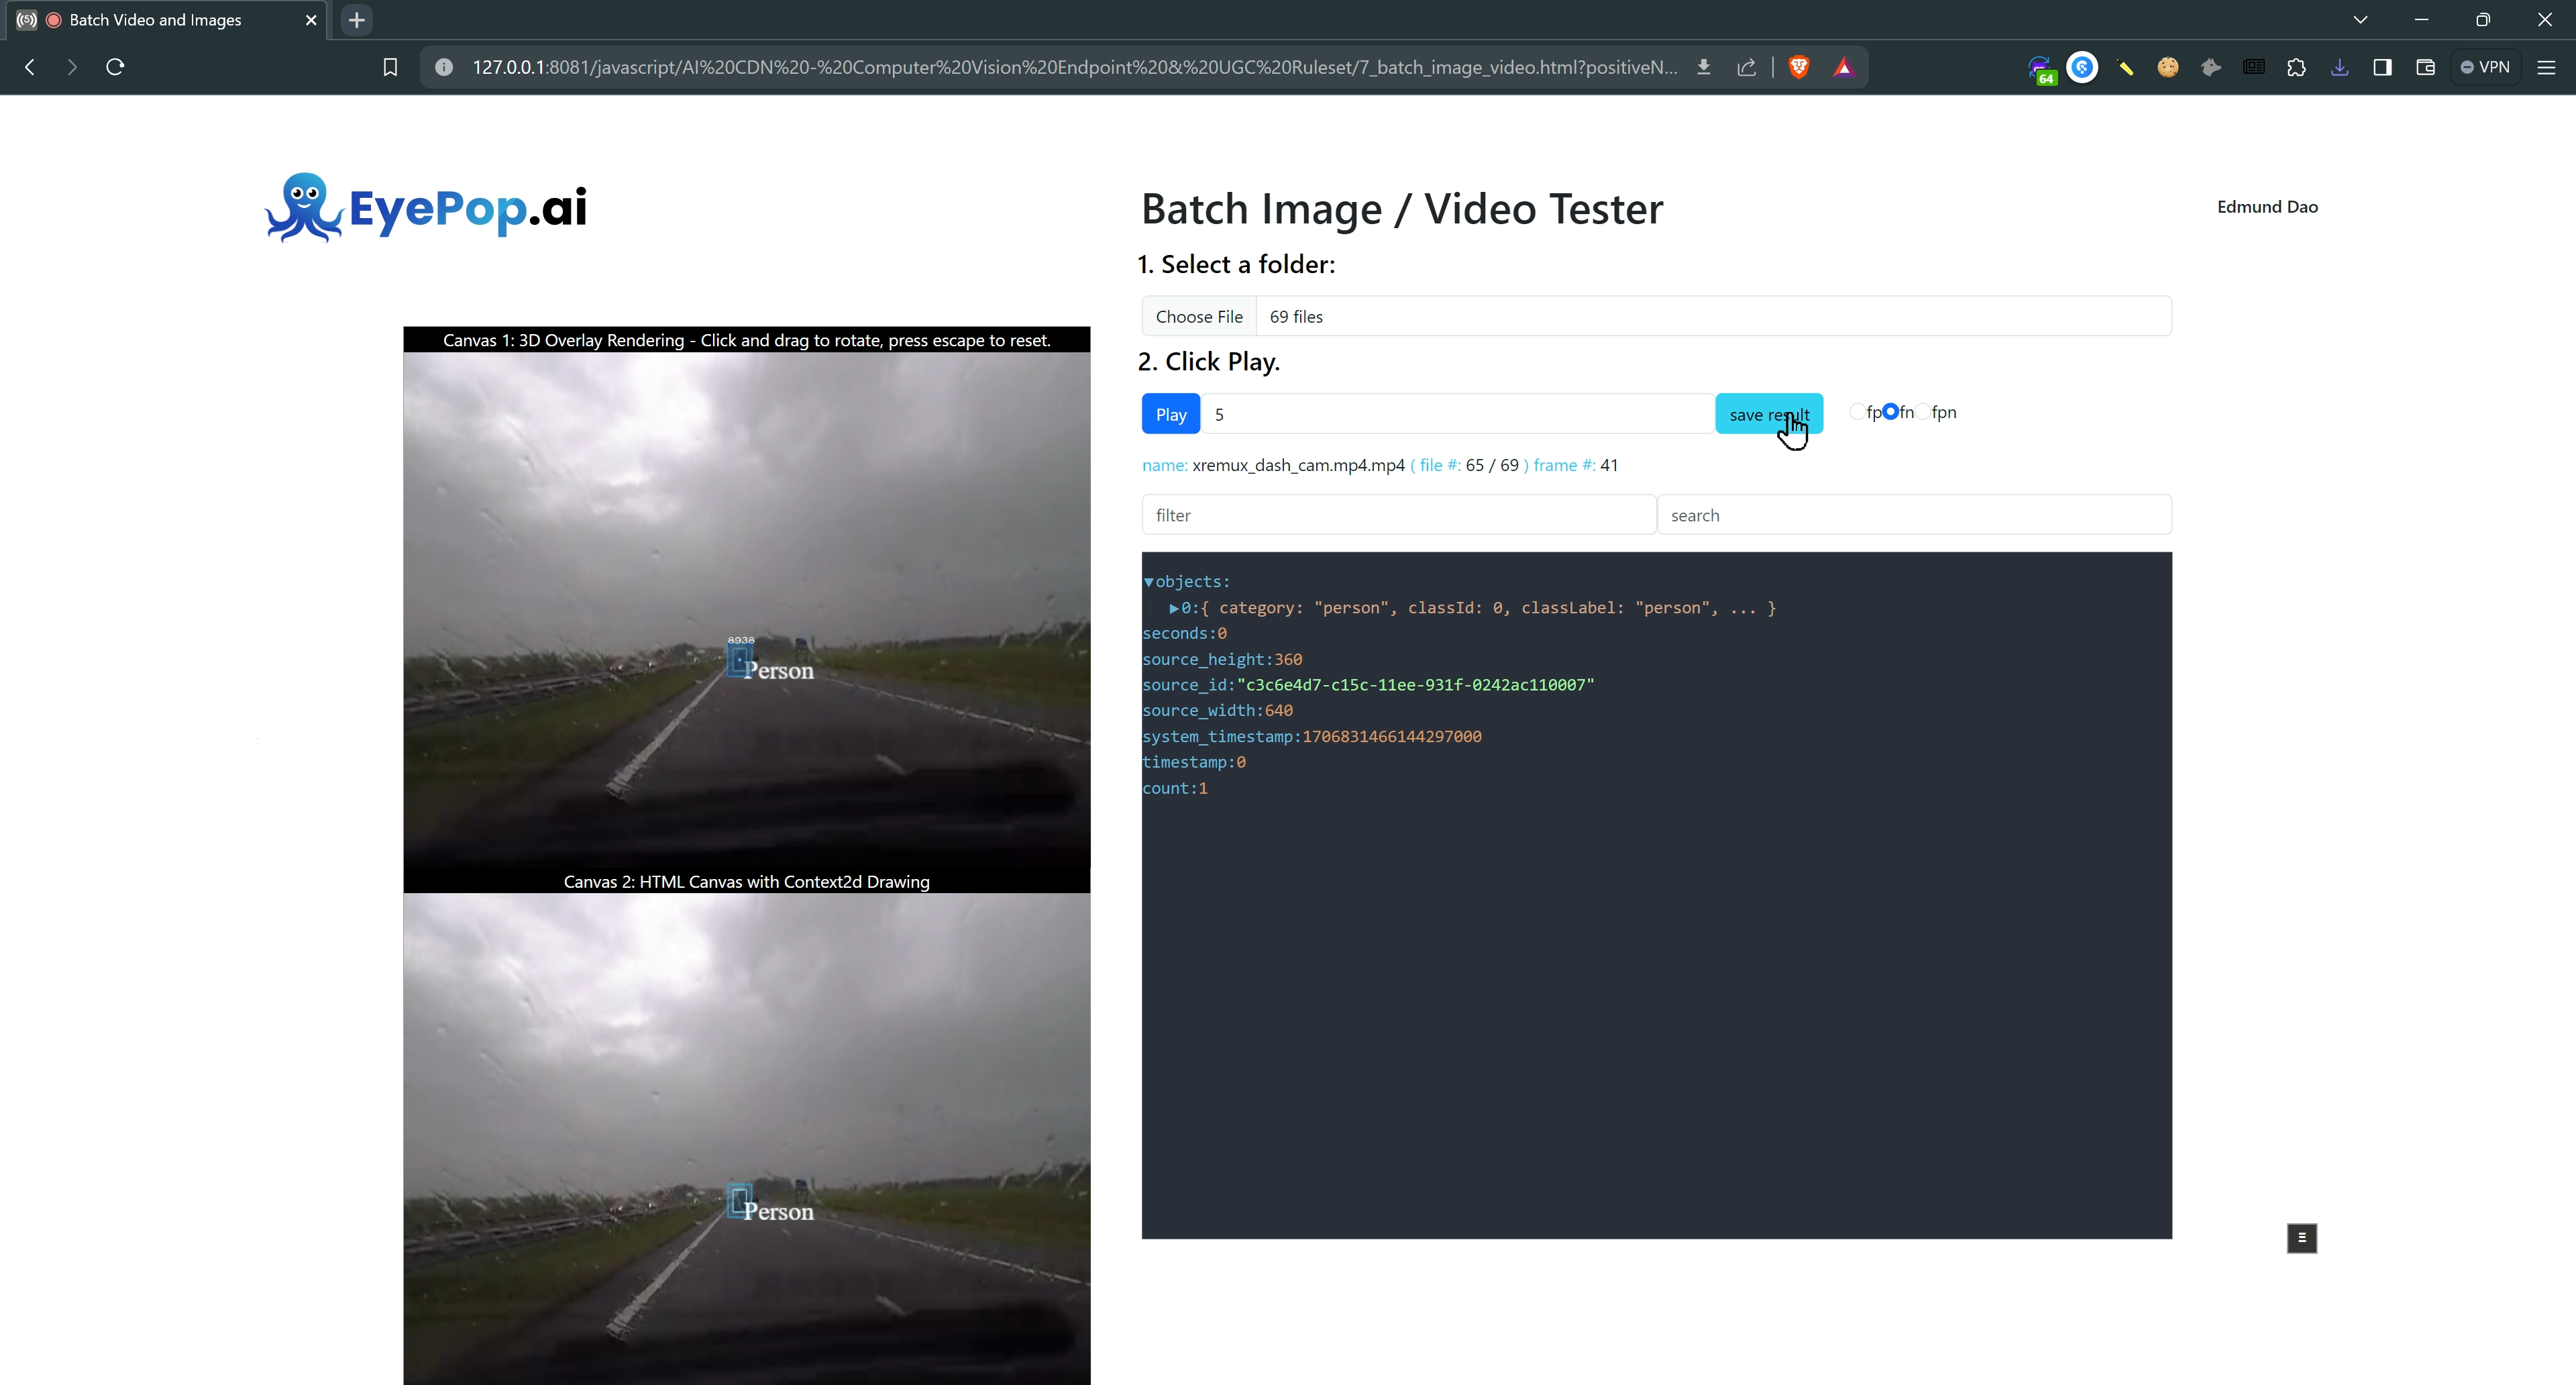 Batch Video and Images
127.0.0.1:8081/javascript/AI%20CDN%20-%20Computer%20Vision%20Endpoint%20&%20UGC%20Ruleset/7_batch_image_video.html?positiveN...
64
VPN
EyePop.ai
Batch Image / Video Tester
Edmund Dao
1. Select a folder:
Choose File 69 files
2. Click Play.
Play 5 save result fp fn fpn
name: xremux_dash_cam.mp4.mp4 ( file #: 65 / 69 ) frame #: 41
filter search
▼objects:
▶0:{ category: "person", classId: 0, classLabel: "person", ... }
seconds:0
source_height:360
source_id:"c3c6e4d7-c15c-11ee-931f-0242ac110007"
source_width:640
system_timestamp:1706831466144297000
timestamp:0
count:1
Canvas 1: 3D Overlay Rendering - Click and drag to rotate, press escape to reset.
8938
Person
Canvas 2: HTML Canvas with Context2d Drawing
Person